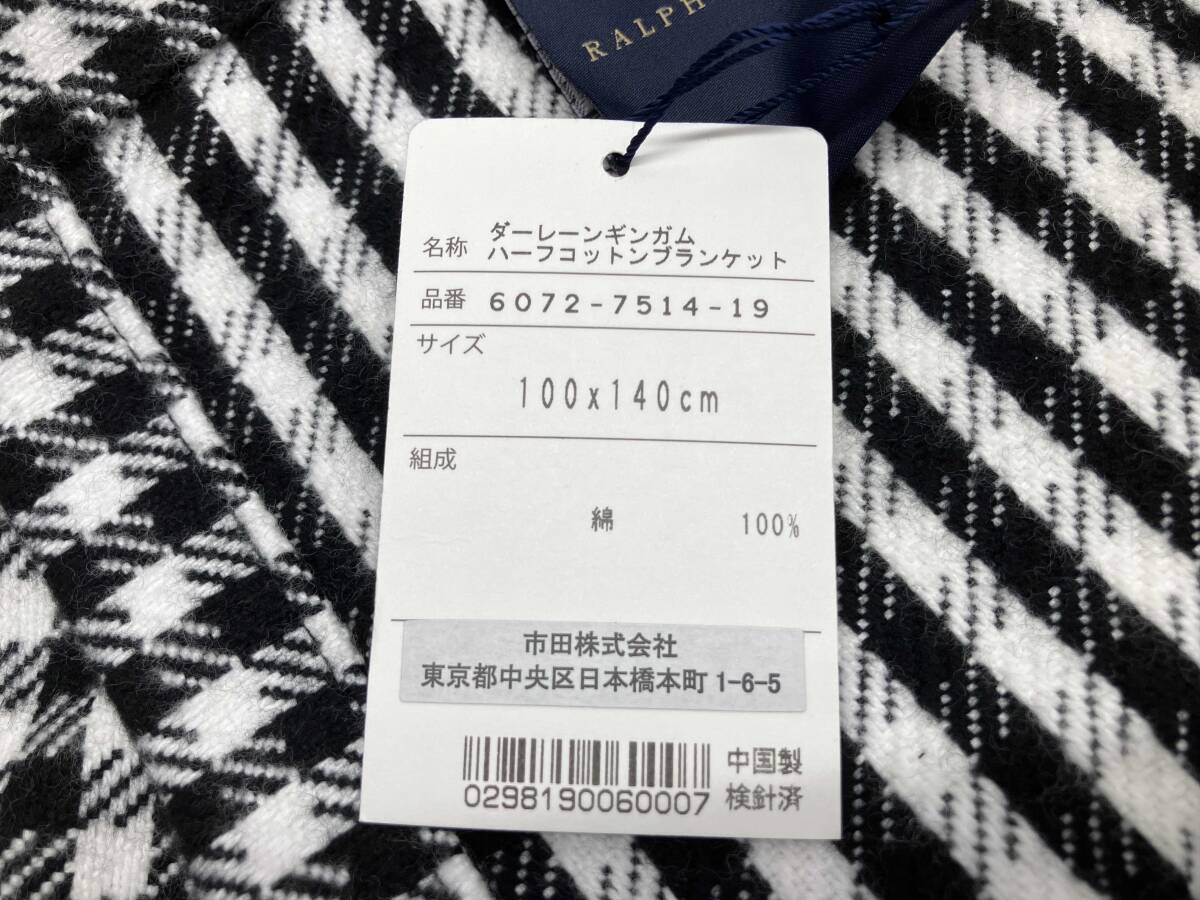 RALPH
名称 ダーレーンギンガム
ハーフコットンブランケット
品番 6072-7514-19
サイズ
100x140cm
組成
綿 100%
市田株式会社
東京都中央区日本橋本町1-6-5
0298190060007
中国製
検針済